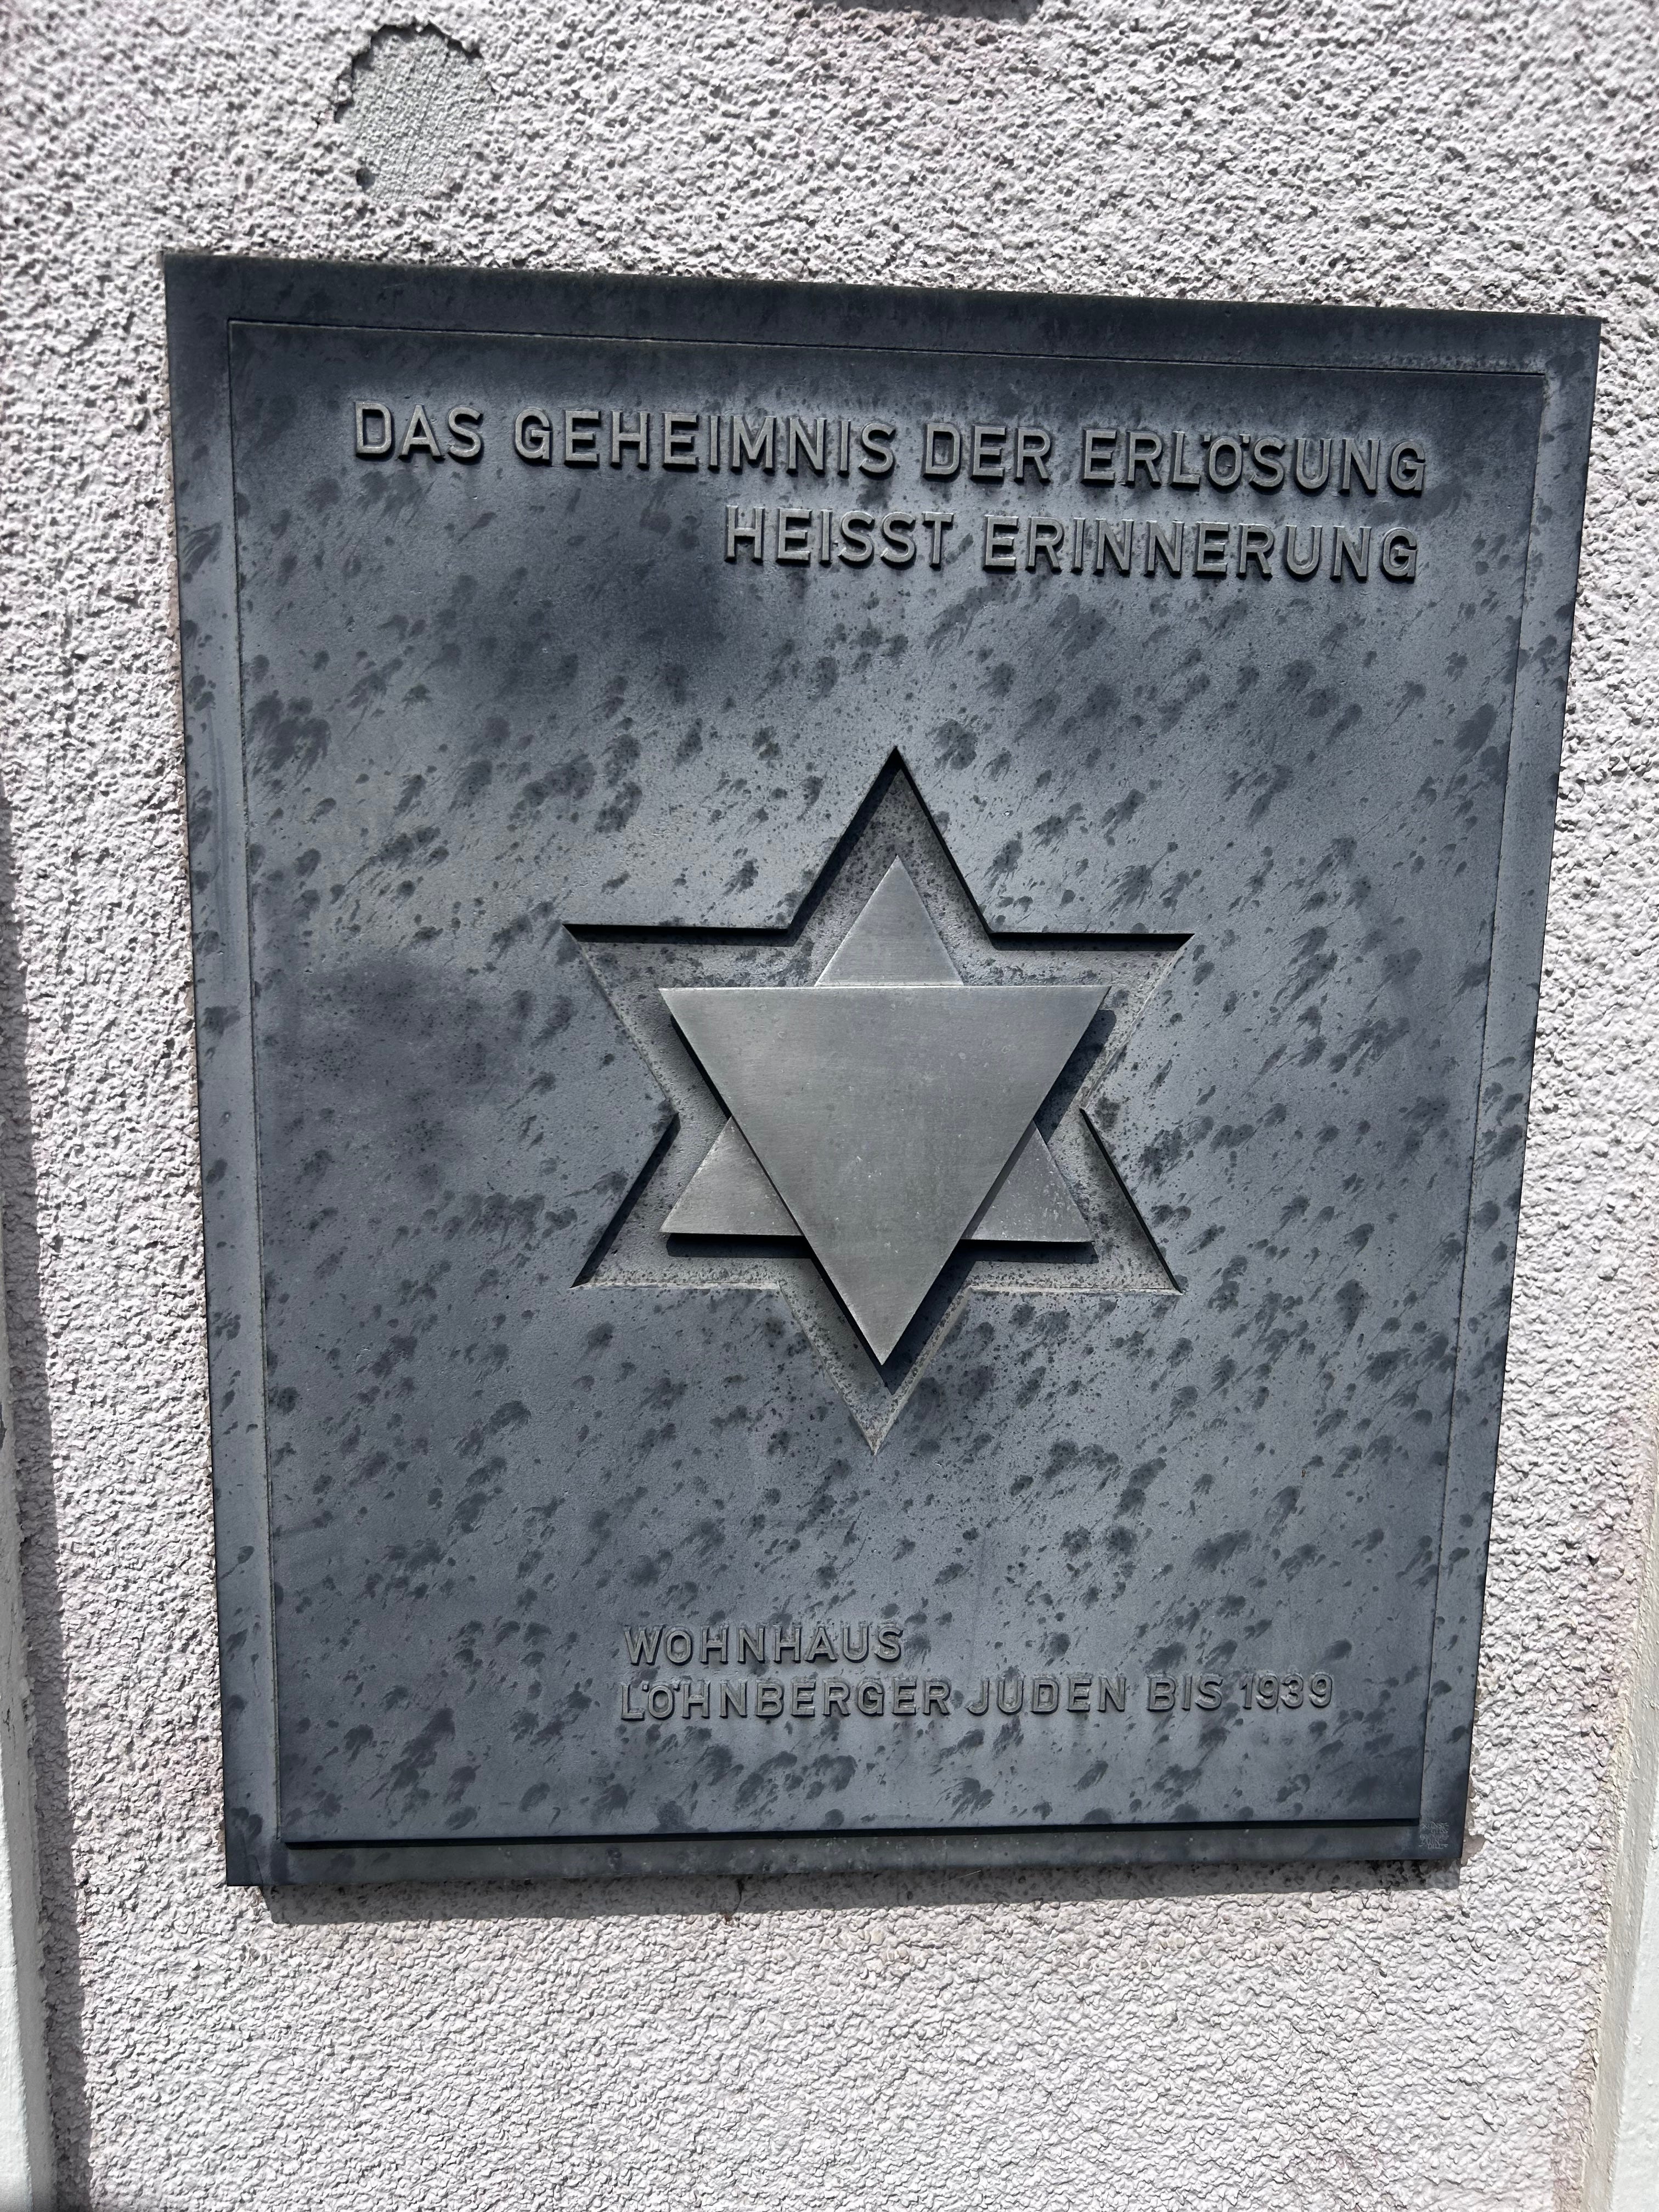 DAS GEHEIMNIS DER ERLÖSUNG
HEISST ERINNERUNG
WOHNHAUS
LÖHNBERGER JUDEN BIS 1939